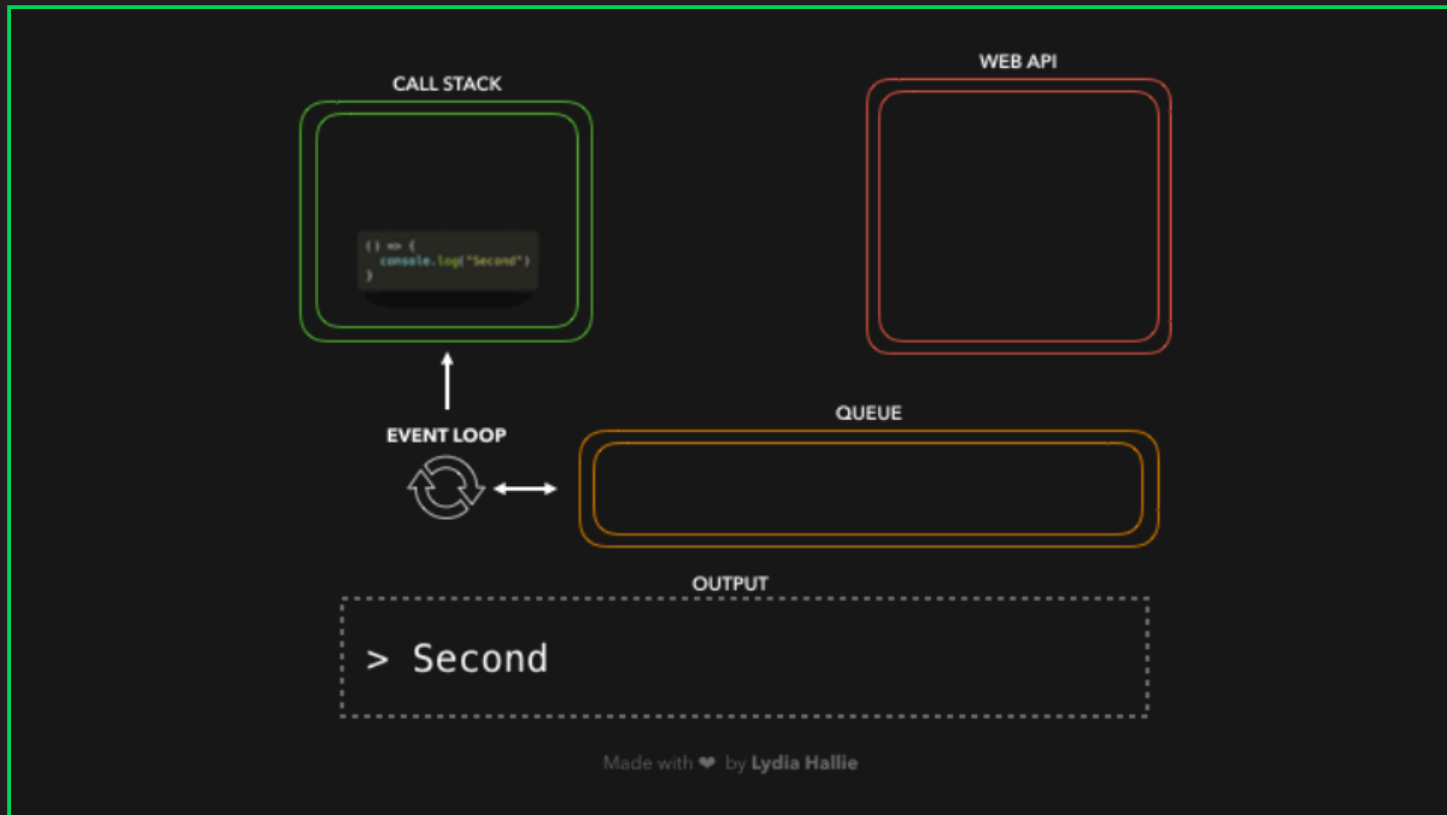 WEB API
CALL STACK
() => {
console.log("Second")
}
QUEUE
EVENT LOOP
OUTPUT
> Second
Made with ❤ by Lydia Hallie